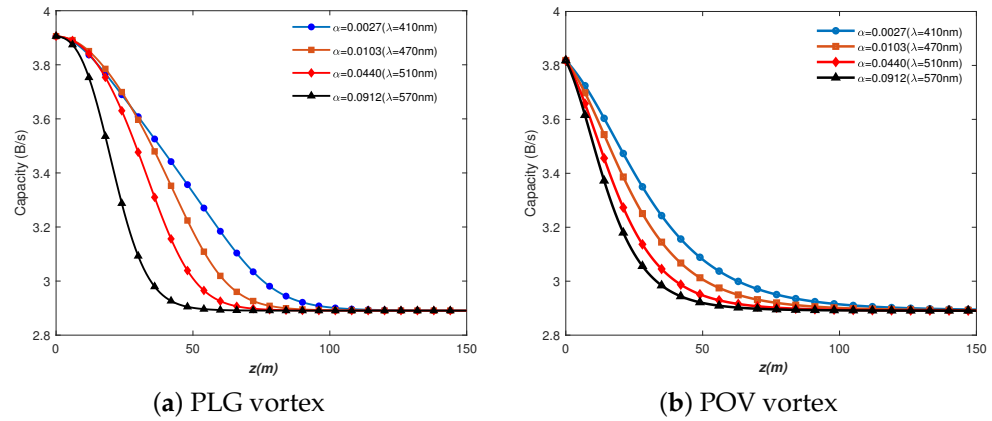 4
3.8
3.6
3.4
3.2
3
2.8
Capacity (B/s)
0
50
100
150
z(m)
α=0.0027(λ=410nm)
α=0.0103(λ=470nm)
α=0.0440(λ=510nm)
α=0.0912(λ=570nm)
(a) PLG vortex
4
3.8
3.6
3.4
3.2
3
2.8
Capacity (B/s)
0
50
100
150
z(m)
α=0.0027(λ=410nm)
α=0.0103(λ=470nm)
α=0.0440(λ=510nm)
α=0.0912(λ=570nm)
(b) POV vortex